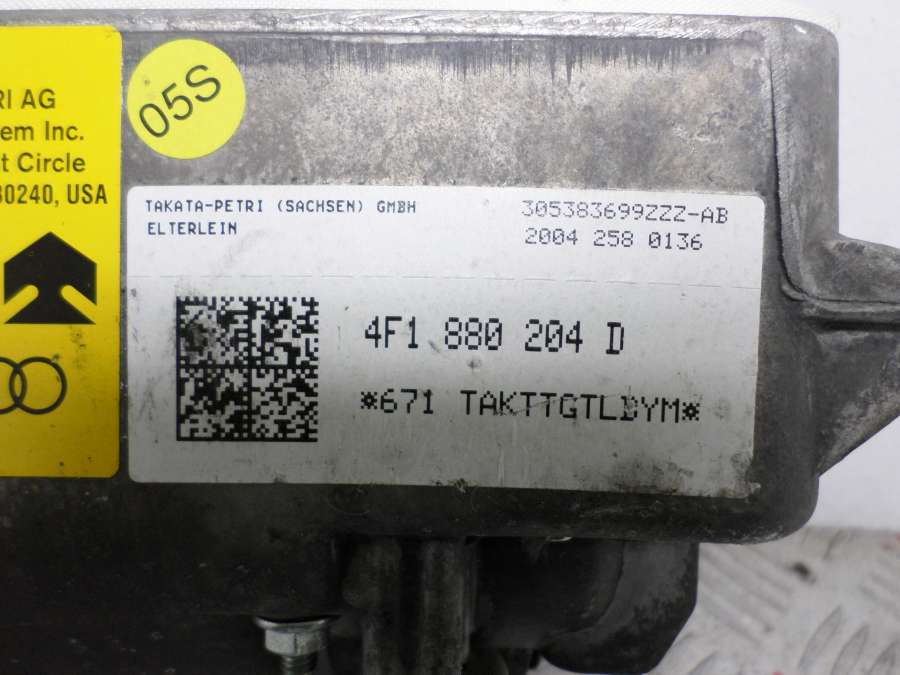 RI AG
em Inc.
t Circle
30240, USA
05S
TAKATA-PETRI (SACHSEN) GMBH
ELTERLEIN
305383699ZZZ-AB
2004 258 0136
4F1 880 204 D
*671 TAKTTGTLDYM*